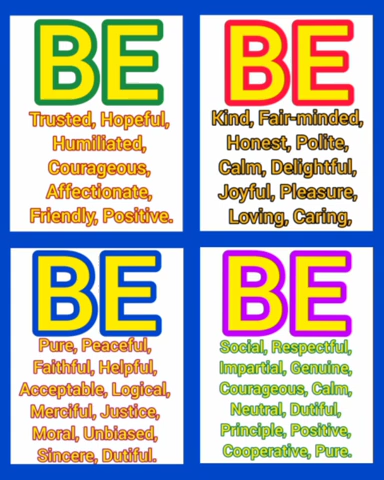 BE
Trusted, Hopeful,
Humiliated,
Courageous,
Affectionate,
Friendly, Positive.
BE
Kind, Fair-minded,
Honest, Polite,
Calm, Delightful,
Joyful, Pleasure,
Loving, Caring,
BE
Pure, Peaceful,
Faithful, Helpful,
Acceptable, Logical,
Merciful, Justice,
Moral, Unbiased,
Sincere, Dutiful.
BE
Social, Respectful,
Impartial, Genuine,
Courageous, Calm,
Neutral, Dutiful,
Principle, Positive,
Cooperative, Pure.